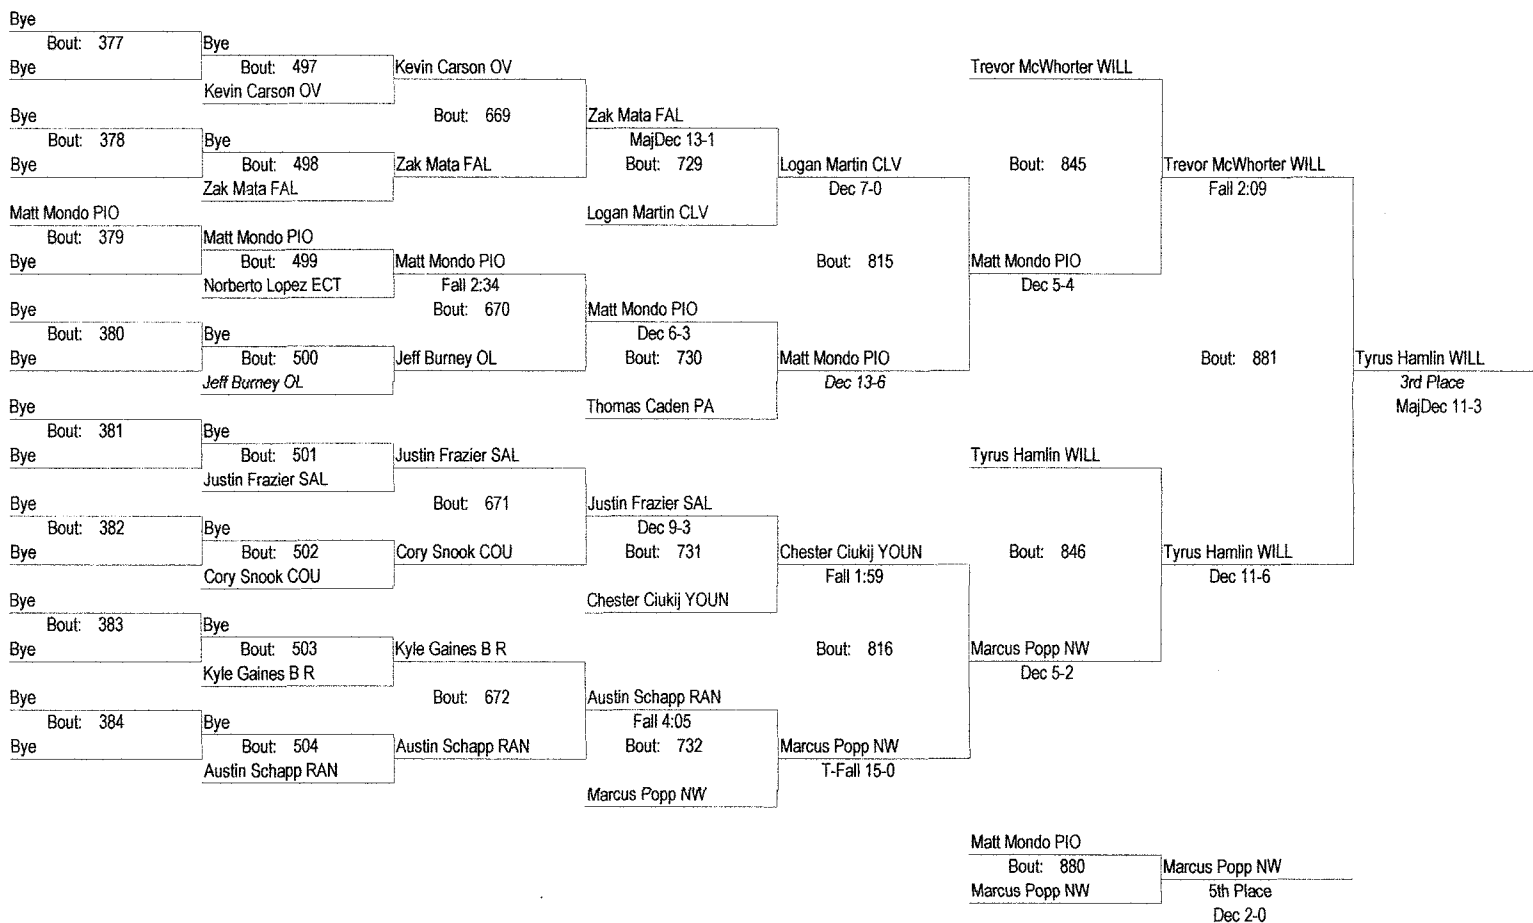 Bye
Bout: 377
Bye
Bye
Bout: 497
Kevin Carson OV
Bye
Bout: 378
Bye
Bye
Bout: 498
Zak Mata FAL
Matt Mondo PIO
Bout: 379
Bye
Matt Mondo PIO
Bout: 499
Norberto Lopez ECT
Bye
Bout: 380
Bye
Bye
Bout: 500
Jeff Burney OL
Bye
Bout: 381
Bye
Bye
Bout: 501
Justin Frazier SAL
Bye
Bout: 382
Bye
Bye
Bout: 502
Cory Snook COU
Bye
Bout: 383
Bye
Bye
Bout: 503
Kyle Gaines B R
Bye
Bout: 384
Bye
Bye
Bout: 504
Austin Schapp RAN
Kevin Carson OV
Bout: 669
Zak Mata FAL
Matt Mondo PIO
Fall 2:34
Bout: 670
Jeff Burney OL
Justin Frazier SAL
Bout: 671
Cory Snook COU
Kyle Gaines B R
Bout: 672
Austin Schapp RAN
Zak Mata FAL
MajDec 13-1
Bout: 729
Logan Martin CLV
Matt Mondo PIO
Dec 6-3
Bout: 730
Thomas Caden PA
Justin Frazier SAL
Dec 9-3
Bout: 731
Chester Ciukij YOUN
Austin Schapp RAN
Fall 4:05
Bout: 732
Marcus Popp NW
Logan Martin CLV
Dec 7-0
Bout: 815
Matt Mondo PIO
Dec 13-6
Chester Ciukij YOUN
Fall 1:59
Bout: 816
Marcus Popp NW
T-Fall 15-0
Trevor McWhorter WILL
Bout: 845
Matt Mondo PIO
Dec 5-4
Tyrus Hamlin WILL
Bout: 846
Marcus Popp NW
Dec 5-2
Trevor McWhorter WILL
Fall 2:09
Bout: 881
Tyrus Hamlin WILL
Dec 11-6
Tyrus Hamlin WILL
3rd Place
MajDec 11-3
Matt Mondo PIO
Bout: 880
Marcus Popp NW
Marcus Popp NW
5th Place
Dec 2-0